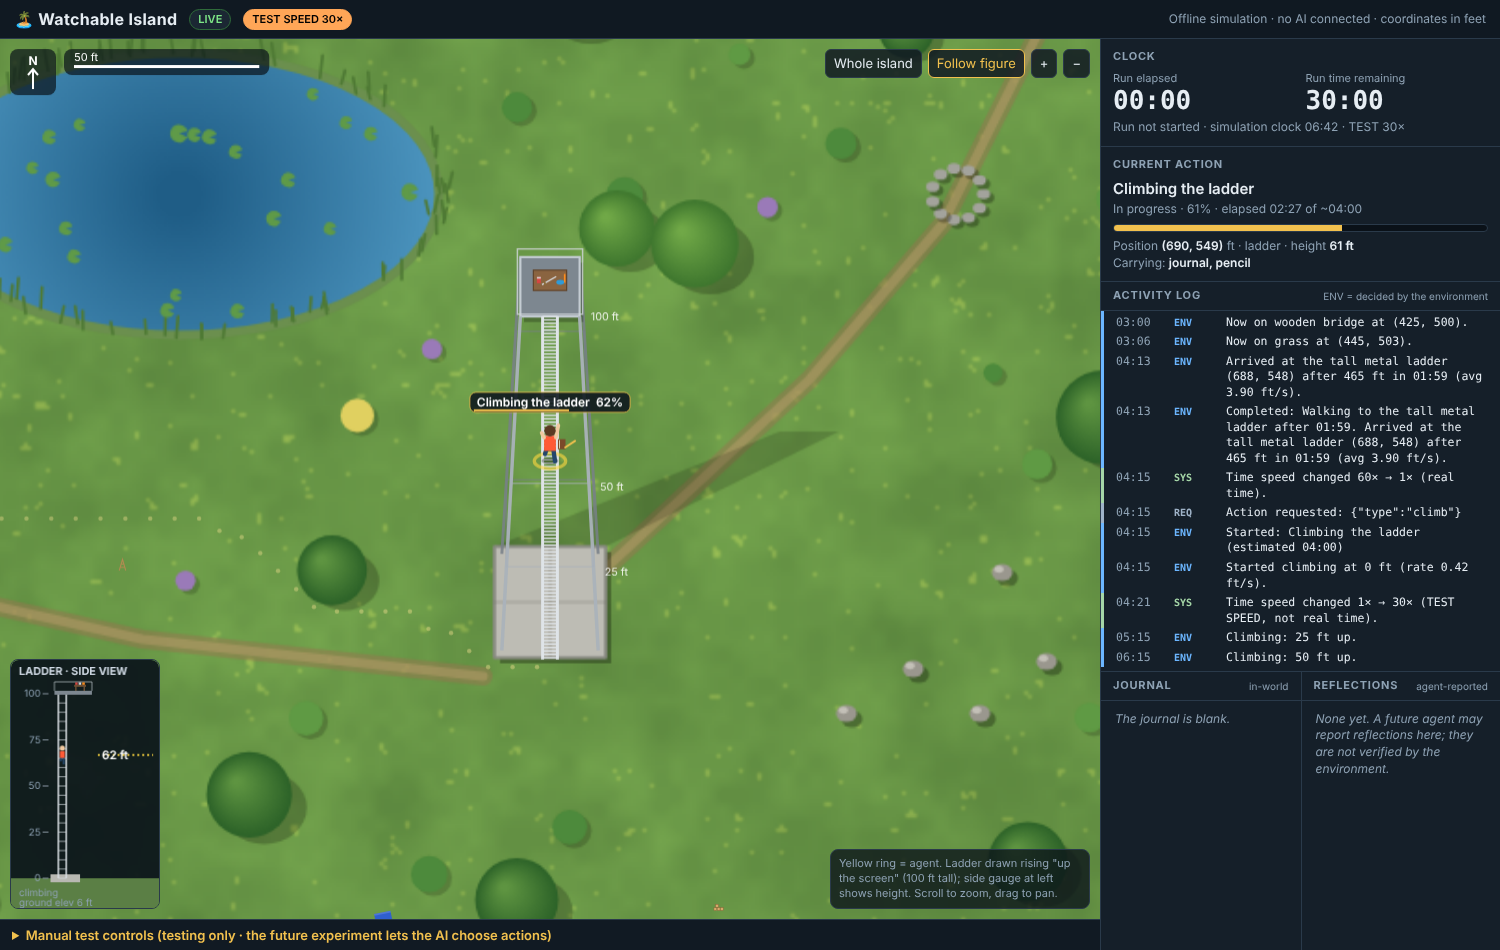 Watchable Island
LIVE
TEST SPEED 30×
Offline simulation · no AI connected · coordinates in feet
N
50 ft
Whole island
Follow figure
+
−
100 ft
Climbing the ladder 62%
50 ft
25 ft
LADDER · SIDE VIEW
100
75
62 ft
50
25
0
climbing
ground elev 6 ft
Yellow ring = agent. Ladder drawn rising "up
the screen" (100 ft tall); side gauge at left
shows height. Scroll to zoom, drag to pan.
▶ Manual test controls (testing only · the future experiment lets the AI choose actions)
CLOCK
Run elapsed
00:00
Run time remaining
30:00
Run not started · simulation clock 06:42 · TEST 30×
CURRENT ACTION
Climbing the ladder
In progress · 61% · elapsed 02:27 of ~04:00
Position (690, 549) ft · ladder · height 61 ft
Carrying: journal, pencil
ACTIVITY LOG
ENV = decided by the environment
03:00 ENV Now on wooden bridge at (425, 500).
03:06 ENV Now on grass at (445, 503).
04:13 ENV Arrived at the tall metal ladder
(688, 548) after 465 ft in 01:59 (avg
3.90 ft/s).
04:13 ENV Completed: Walking to the tall metal
ladder after 01:59. Arrived at the
tall metal ladder (688, 548) after
465 ft in 01:59 (avg 3.90 ft/s).
04:15 SYS Time speed changed 60× → 1× (real
time).
04:15 REQ Action requested: {"type":"climb"}
04:15 ENV Started: Climbing the ladder
(estimated 04:00)
04:15 ENV Started climbing at 0 ft (rate 0.42
ft/s).
04:21 SYS Time speed changed 1× → 30× (TEST
SPEED, not real time).
05:15 ENV Climbing: 25 ft up.
06:15 ENV Climbing: 50 ft up.
JOURNAL
in-world
The journal is blank.
REFLECTIONS
agent-reported
None yet. A future agent may
report reflections here; they
are not verified by the
environment.